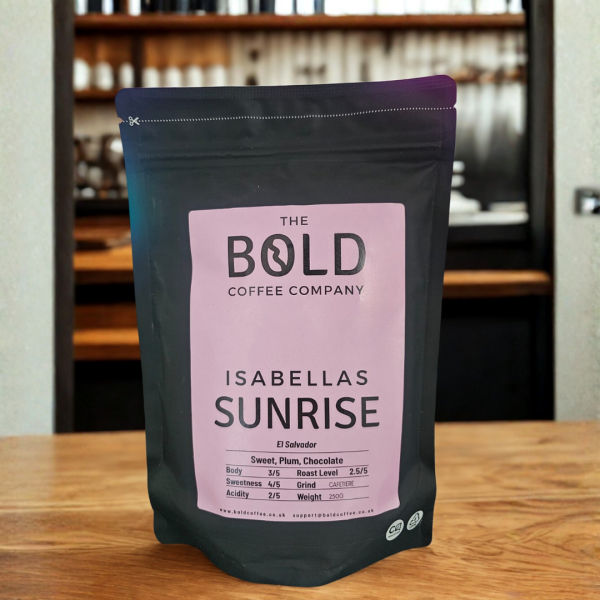 THE
BOLD
COFFEE COMPANY
ISABELLAS
SUNRISE
El Salvador
Sweet, Plum, Chocolate
Body 3/5 Roast Level 2.5/5
Sweetness 4/5 Grind CAFETIERE
Acidity 2/5 Weight 250G
www.boldcoffee.co.uk support@boldcoffee.co.uk